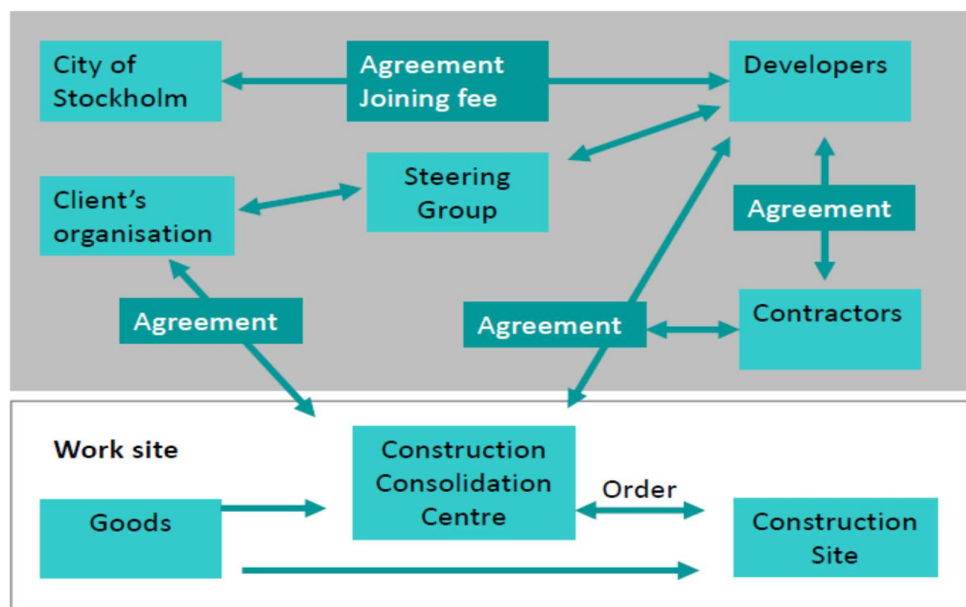 City of
Stockholm
Agreement
Joining fee
Developers
Steering
Group
Client's
organisation
Agreement
Agreement
Agreement
Contractors
Work site
Construction
Consolidation
Centre
Order
Goods
Construction
Site